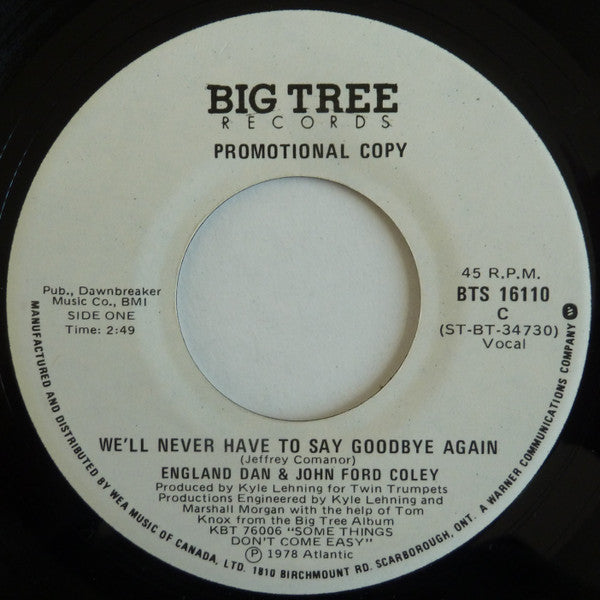 BIG TREE
RECORDS
PROMOTIONAL COPY
Pub., Dawnbreaker
Music Co., BMI
SIDE ONE
Time: 2:49
45 R.P.M.
BTS 16110
C
(ST-BT-34730)
Vocal
WE'LL NEVER HAVE TO SAY GOODBYE AGAIN
(Jeffrey Comanor)
ENGLAND DAN & JOHN FORD COLEY
Produced by Kyle Lehning for Twin Trumpets
Productions Engineered by Kyle Lehning and
Marshall Morgan with the help of Tom
Knox from the Big Tree Album
KBT 76006 "SOME THINGS
DON'T COME EASY"
Ⓟ 1978 Atlantic
MANUFACTURED AND DISTRIBUTED BY WEA MUSIC OF CANADA, LTD. 1810 BIRCHMOUNT RD. SCARBOROUGH, ONT. A WARNER COMMUNICATIONS COMPANY